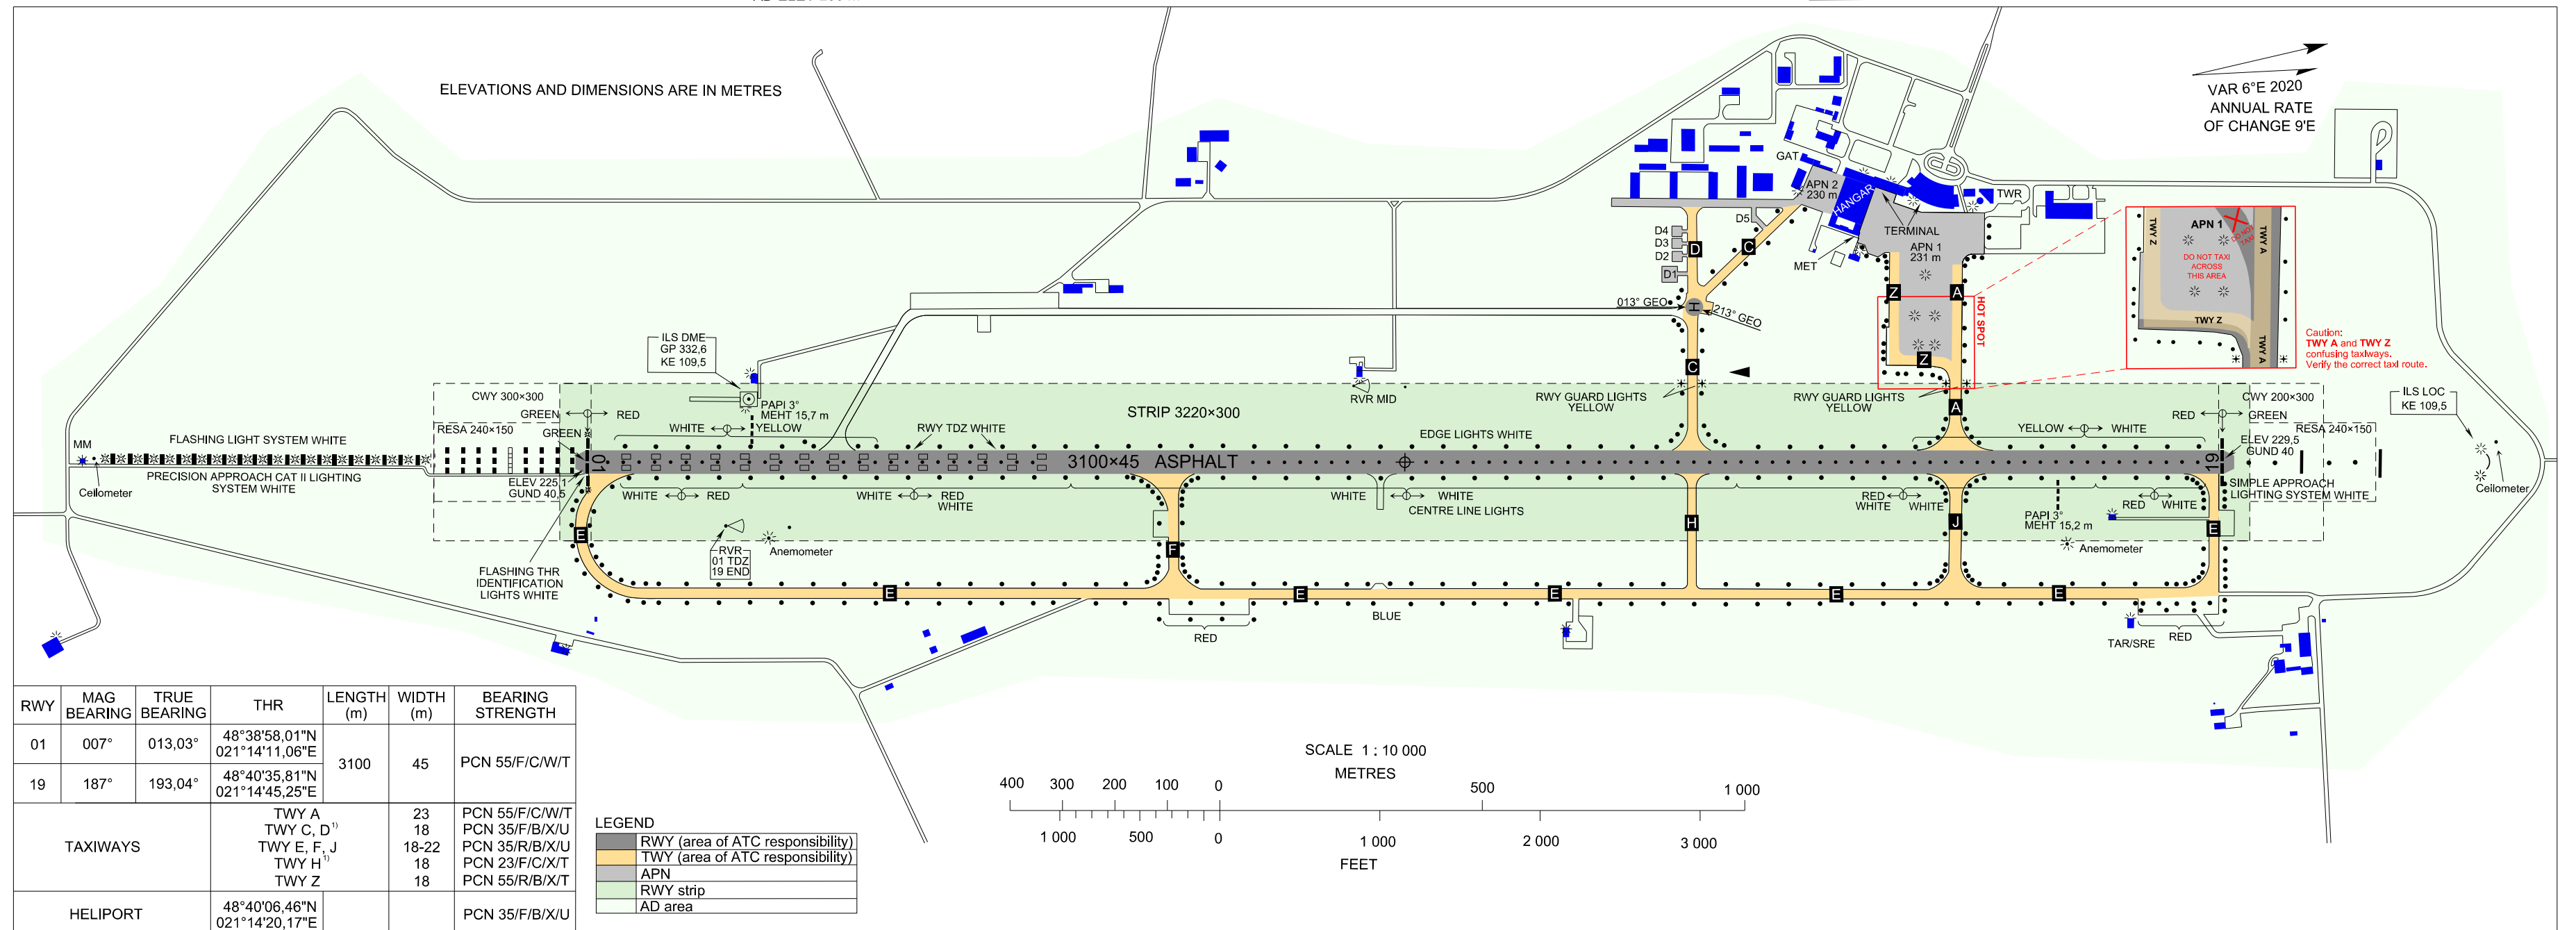 ELEVATIONS AND DIMENSIONS ARE IN METRES
VAR 6°E 2020
ANNUAL RATE
OF CHANGE 9'E
GAT
APN 2
230 m
HANGAR
TWR
TERMINAL
APN 1
231 m
MET
D5
D4
D3
D2
D1
D
C
013° GEO
H
213° GEO
Z
A
HOT SPOT
Z
C
A
TWY Z
APN 1
DO NOT TAXI
ACROSS
THIS AREA
TWY A
TWY Z
TWY A
Caution:
TWY A and TWY Z
confusing taxiways.
Verify the correct taxi route.
ILS DME
GP 332,6
KE 109,5
PAPI 3°
MEHT 15,7 m
RVR MID
STRIP 3220×300
RWY GUARD LIGHTS
YELLOW
RWY GUARD LIGHTS
YELLOW
CWY 300×300
GREEN
RED
RESA 240×150
GREEN
WHITE
YELLOW
RWY TDZ WHITE
EDGE LIGHTS WHITE
YELLOW
WHITE
CWY 200×300
RED
GREEN
RESA 240×150
ELEV 229,5
GUND 40
ILS LOC
KE 109,5
MM
Ceilometer
FLASHING LIGHT SYSTEM WHITE
PRECISION APPROACH CAT II LIGHTING
SYSTEM WHITE
ELEV 225,1
GUND 40,5
01
3100×45 ASPHALT
19
SIMPLE APPROACH
LIGHTING SYSTEM WHITE
Ceilometer
WHITE
RED
WHITE
RED
WHITE
WHITE
WHITE
CENTRE LINE LIGHTS
RED
WHITE
WHITE
RED
WHITE
PAPI 3°
MEHT 15,2 m
Anemometer
RVR
01 TDZ
19 END
Anemometer
FLASHING THR
IDENTIFICATION
LIGHTS WHITE
E
F
H
J
E
E
E
E
E
E
RED
BLUE
TAR/SRE
RED
RWY
MAG
BEARING
TRUE
BEARING
THR
LENGTH
(m)
WIDTH
(m)
BEARING
STRENGTH
01
007°
013,03°
48°38'58,01"N
021°14'11,06"E
3100
45
PCN 55/F/C/W/T
19
187°
193,04°
48°40'35,81"N
021°14'45,25"E
TAXIWAYS
TWY A 23 PCN 55/F/C/W/T
TWY C, D1) 18 PCN 35/F/B/X/U
TWY E, F, J 18-22 PCN 35/R/B/X/U
TWY H1) 18 PCN 23/F/C/X/T
TWY Z 18 PCN 55/R/B/X/T
HELIPORT
48°40'06,46"N
021°14'20,17"E
PCN 35/F/B/X/U
LEGEND
RWY (area of ATC responsibility)
TWY (area of ATC responsibility)
APN
RWY strip
AD area
SCALE 1 : 10 000
METRES
400 300 200 100 0 500 1 000
1 000 500 0 1 000 2 000 3 000
FEET